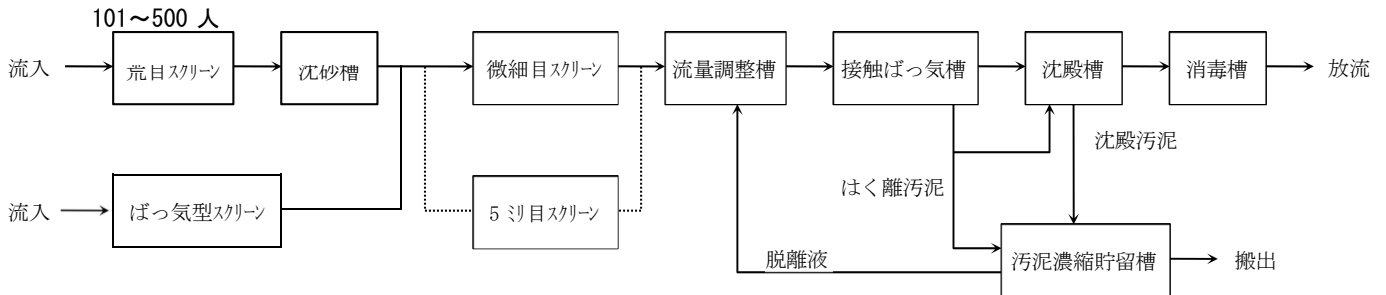 101～500 人
流入
荒目ｽｸﾘｰﾝ
沈砂槽
微細目ｽｸﾘｰﾝ
流量調整槽
接触ばっ気槽
沈殿槽
消毒槽
放流
沈殿汚泥
はく離汚泥
流入
ばっ気型ｽｸﾘｰﾝ
5 ﾐﾘ目ｽｸﾘｰﾝ
脱離液
汚泥濃縮貯留槽
搬出